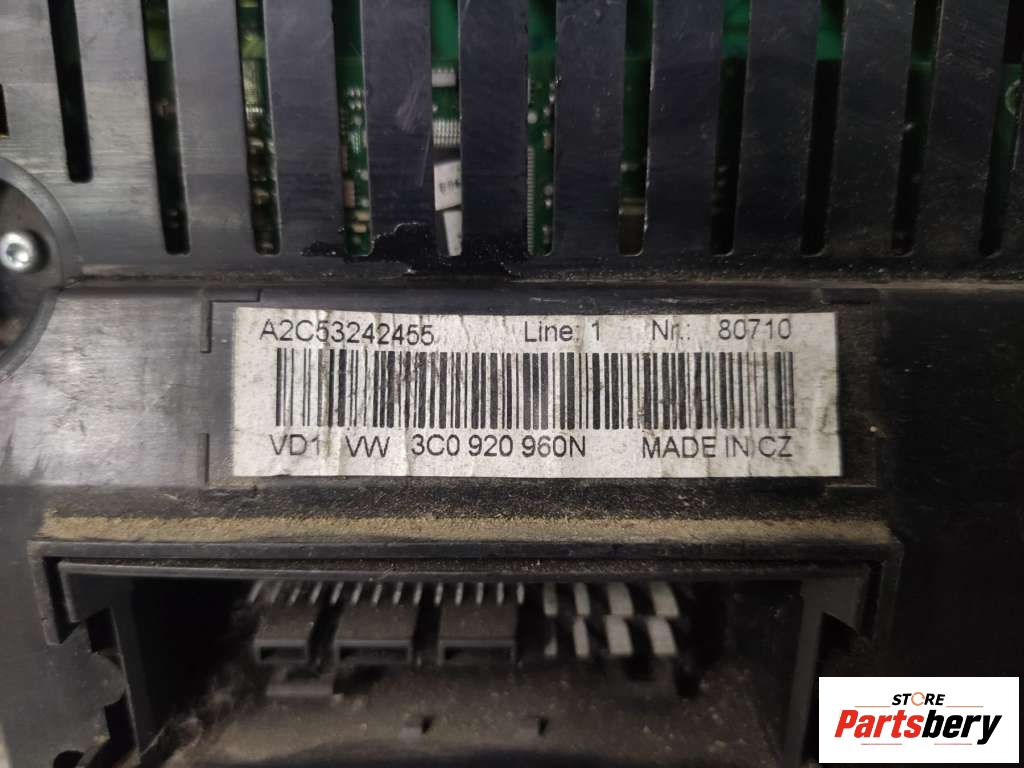 A2C53242455 Line: 1 Nr.: 80710
VD1 VW 3C0 920 960N MADE IN CZ
STORE
Partsbery